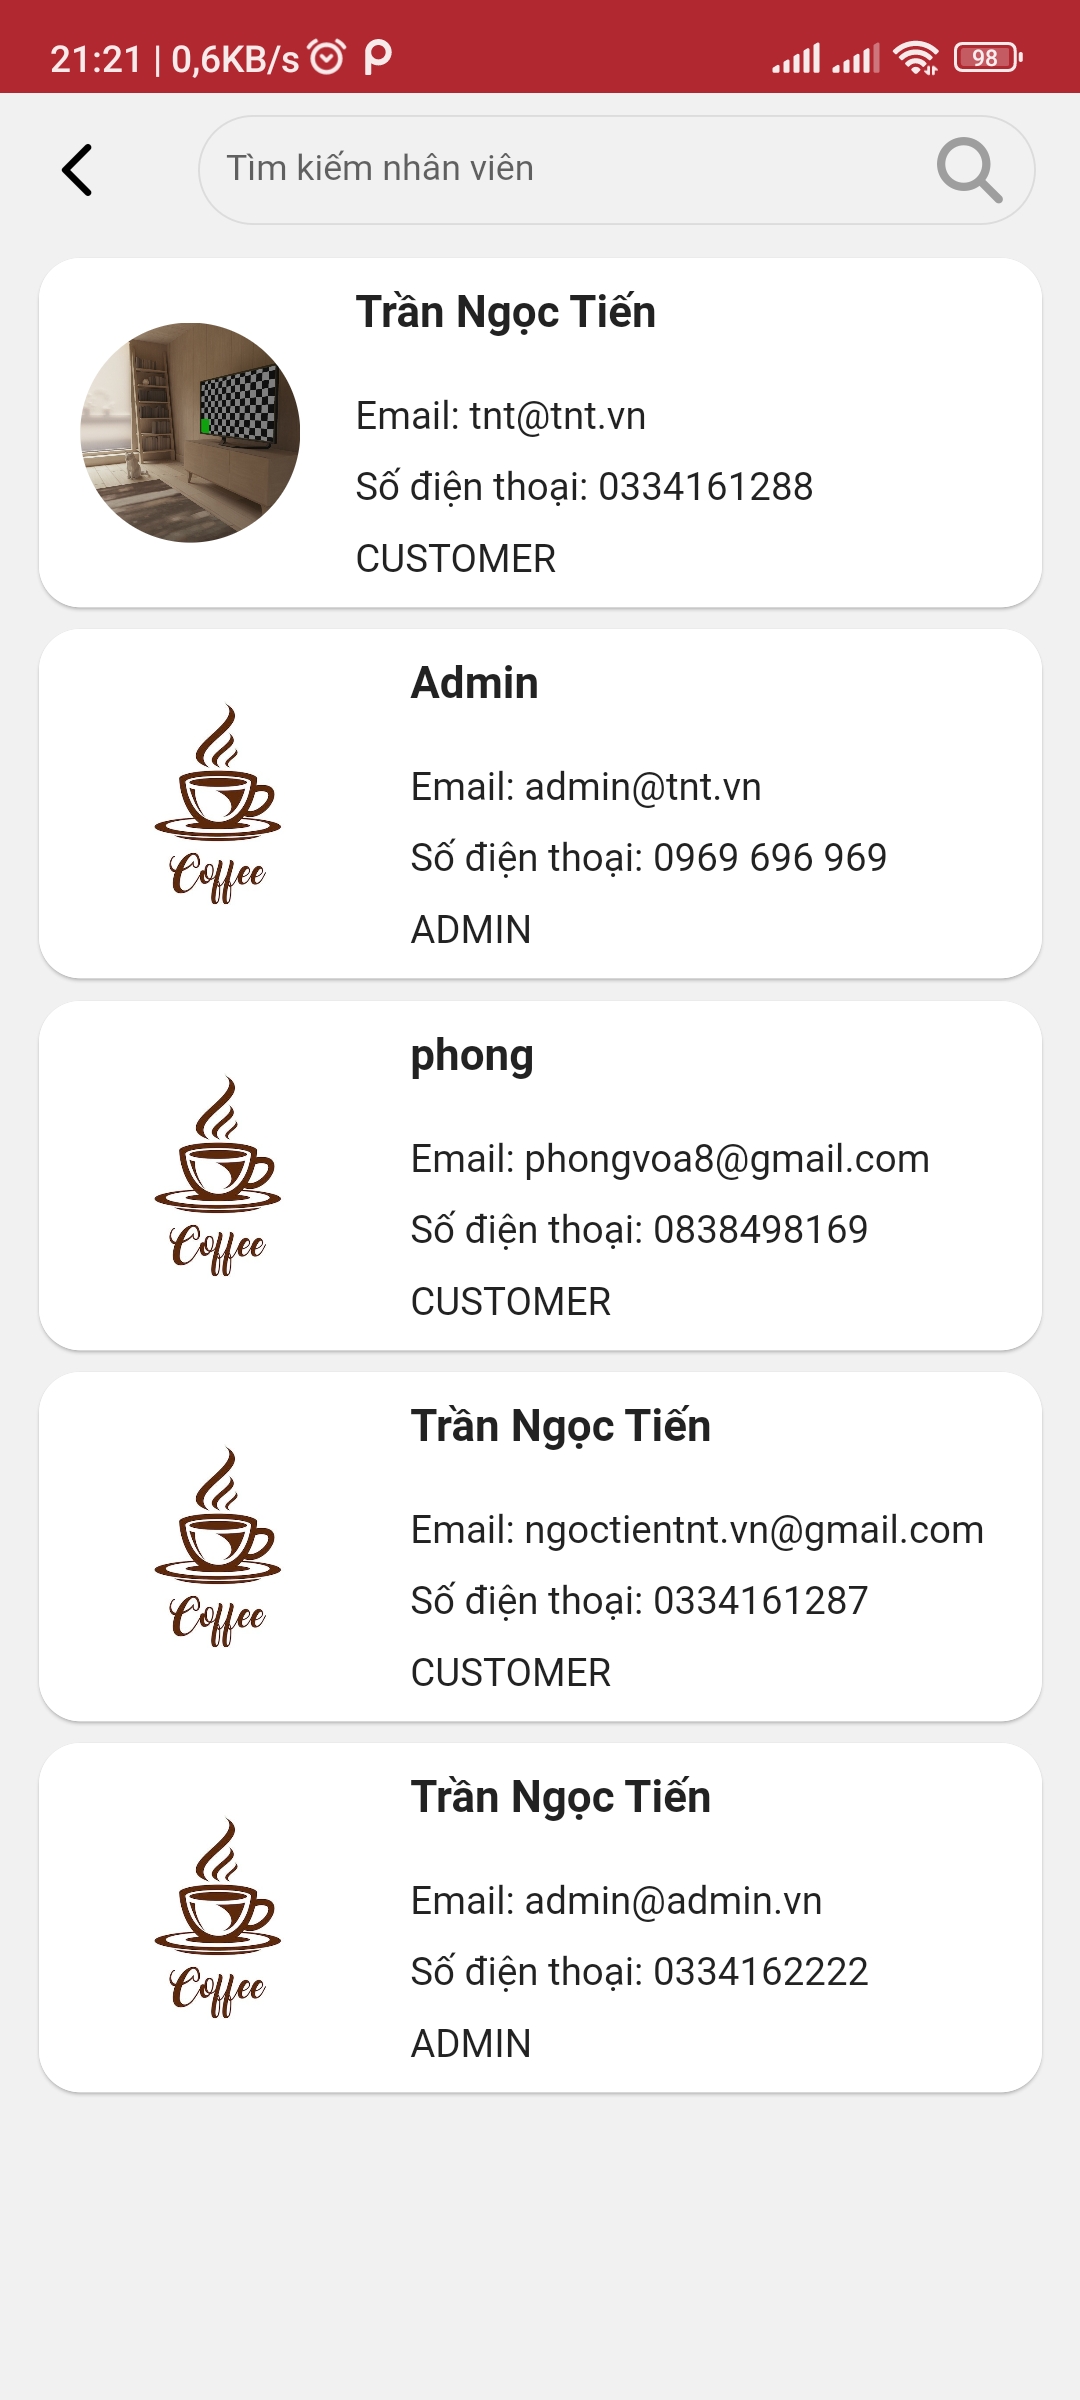 21:21 | 0,6KB/s
98
Tìm kiếm nhân viên
Trần Ngọc Tiến
Email: tnt@tnt.vn
Số điện thoại: 0334161288
CUSTOMER
Admin
Email: admin@tnt.vn
Số điện thoại: 0969 696 969
ADMIN
Coffee
phong
Email: phongvoa8@gmail.com
Số điện thoại: 0838498169
CUSTOMER
Coffee
Trần Ngọc Tiến
Email: ngoctientnt.vn@gmail.com
Số điện thoại: 0334161287
CUSTOMER
Coffee
Trần Ngọc Tiến
Email: admin@admin.vn
Số điện thoại: 0334162222
ADMIN
Coffee